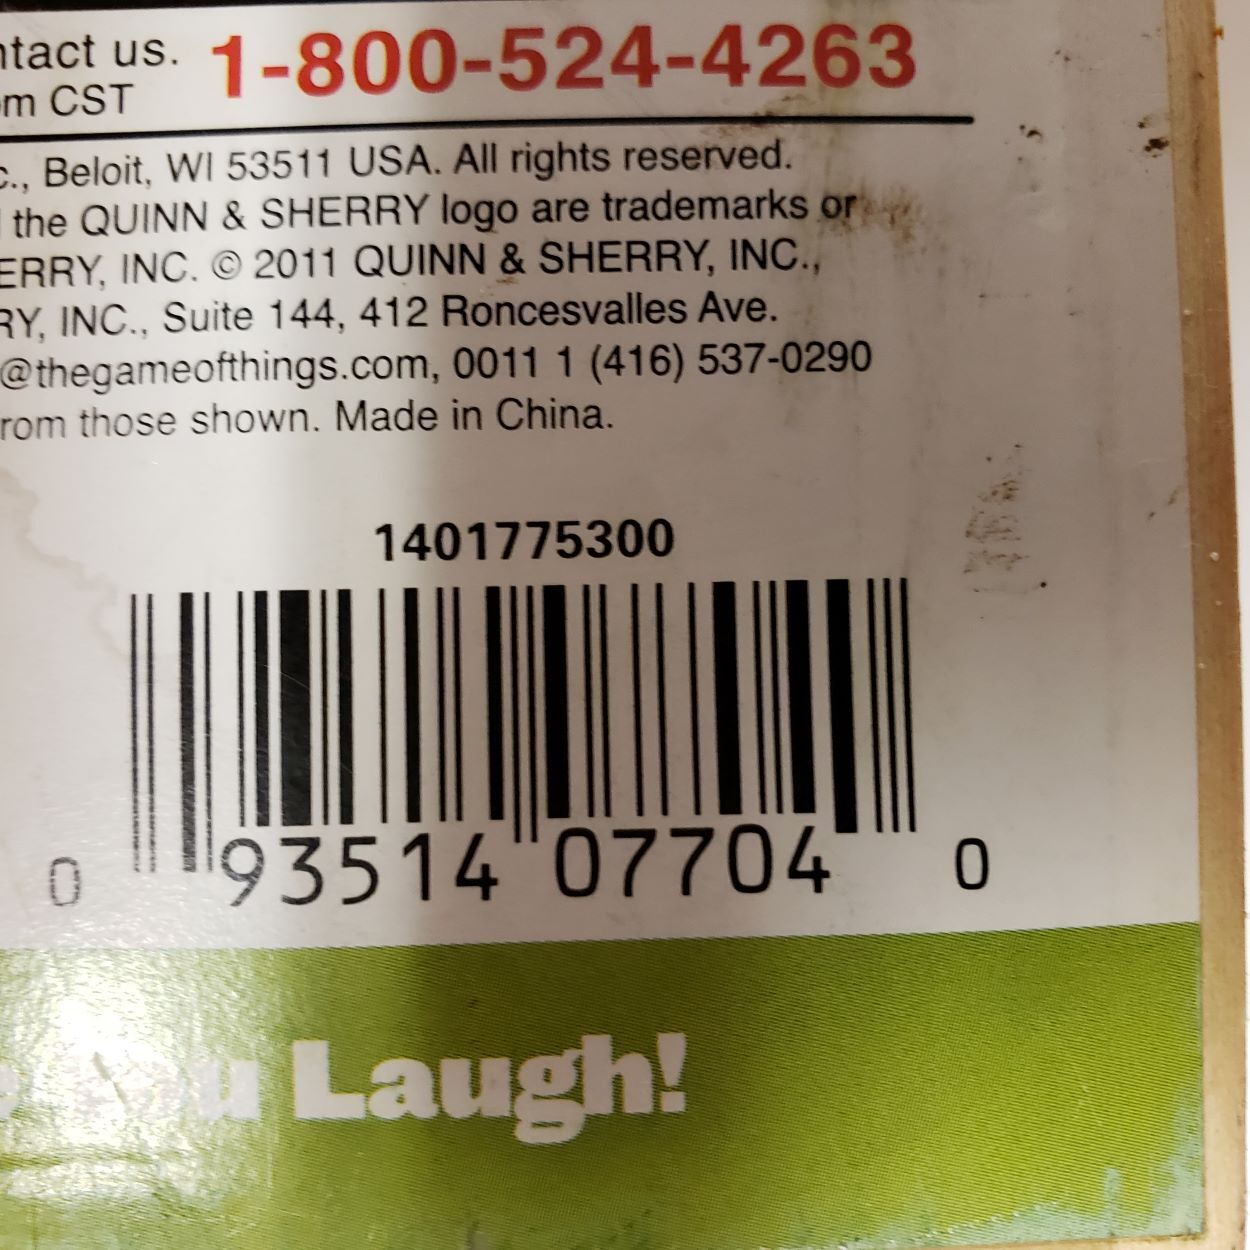 ntact us. 1-800-524-4263
om CST
c., Beloit, WI 53511 USA. All rights reserved.
the QUINN & SHERRY logo are trademarks or
ERRY, INC. © 2011 QUINN & SHERRY, INC.,
RY, INC., Suite 144, 412 Roncesvalles Ave.
@thegameofthings.com, 0011 1 (416) 537-0290
rom those shown. Made in China.
1401775300
0 93514 07704 0
You Laugh!